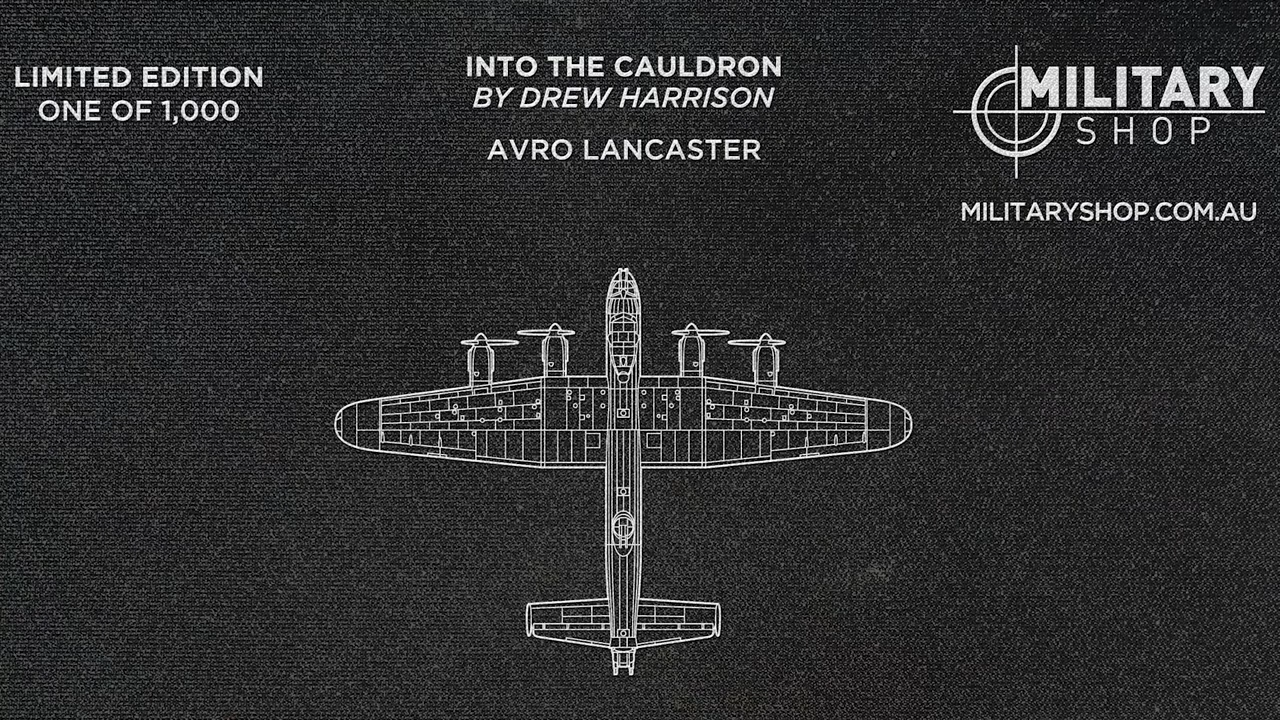 LIMITED EDITION
ONE OF 1,000
INTO THE CAULDRON
BY DREW HARRISON
AVRO LANCASTER
MILITARY
SHOP
MILITARYSHOP.COM.AU